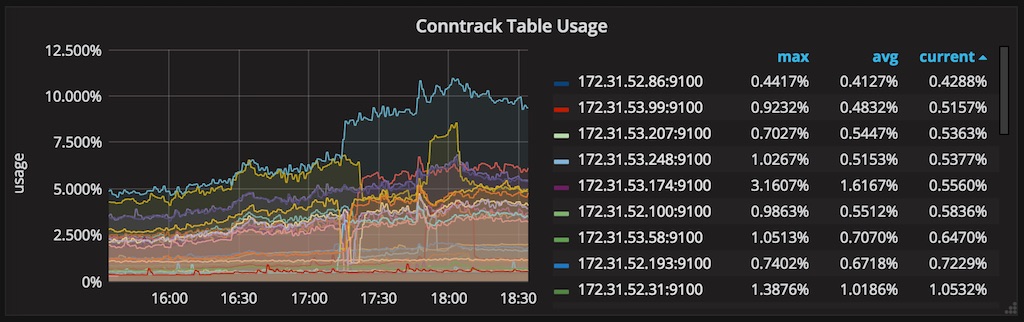 Conntrack Table Usage
usage
12.500%
10.000%
7.500%
5.000%
2.500%
0%
16:00 16:30 17:00 17:30 18:00 18:30
max avg current
172.31.52.86:9100 0.4417% 0.4127% 0.4288%
172.31.53.99:9100 0.9232% 0.4832% 0.5157%
172.31.53.207:9100 0.7027% 0.5447% 0.5363%
172.31.53.248:9100 1.0267% 0.5153% 0.5377%
172.31.53.174:9100 3.1607% 1.6167% 0.5560%
172.31.52.100:9100 0.9863% 0.5512% 0.5836%
172.31.53.58:9100 1.0513% 0.7070% 0.6470%
172.31.52.193:9100 0.7402% 0.6718% 0.7229%
172.31.52.31:9100 1.3876% 1.0186% 1.0532%